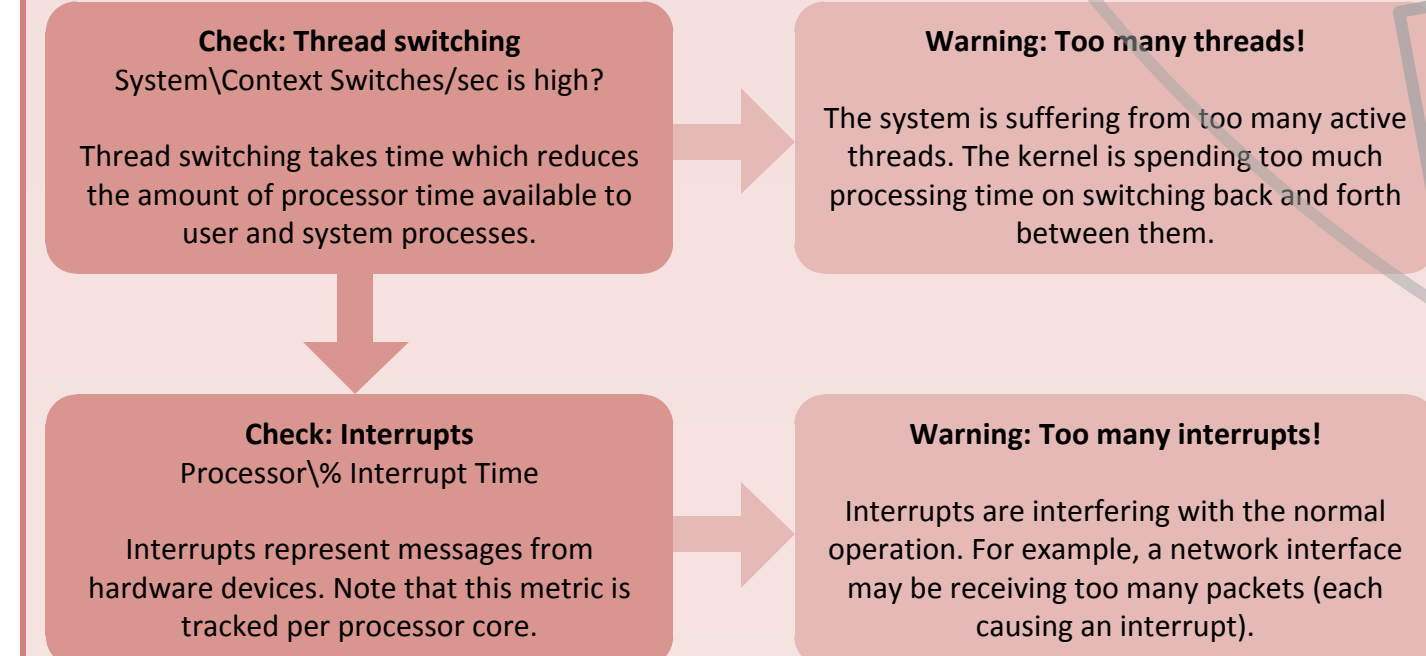 Check: Thread switching
System\Context Switches/sec is high?
Thread switching takes time which reduces
the amount of processor time available to
user and system processes.
Warning: Too many threads!
The system is suffering from too many active
threads. The kernel is spending too much
processing time on switching back and forth
between them.
Check: Interrupts
Processor\% Interrupt Time
Interrupts represent messages from
hardware devices. Note that this metric is
tracked per processor core.
Warning: Too many interrupts!
Interrupts are interfering with the normal
operation. For example, a network interface
may be receiving too many packets (each
causing an interrupt).